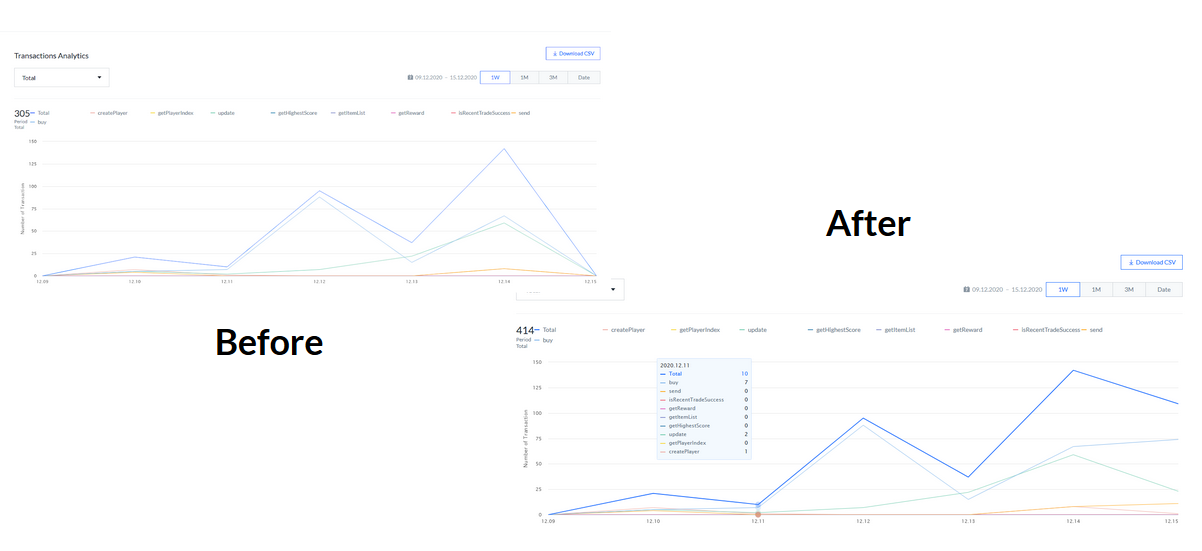 Transactions Analytics
Download CSV
Total
09.12.2020 - 15.12.2020 1W 1M 3M Date
305 Total createPlayer getPlayerIndex update getHighestScore getItemList getReward isRecentTradeSuccess send
Period buy
Total
Number of Transaction
150
125
100
75
50
25
0
12.09 12.10 12.11 12.12 12.13 12.14 12.15
Before
After
Download CSV
09.12.2020 - 15.12.2020 1W 1M 3M Date
414 Total createPlayer getPlayerIndex update getHighestScore getItemList getReward isRecentTradeSuccess send
Period buy
Total
Number of Transaction
150
125
100
75
50
25
0
2020.12.11
Total 10
buy 7
send 0
isRecentTradeSuccess 0
getReward 0
getItemList 0
getHighestScore 0
update 2
getPlayerIndex 0
createPlayer 1
12.09 12.10 12.11 12.12 12.13 12.14 12.15